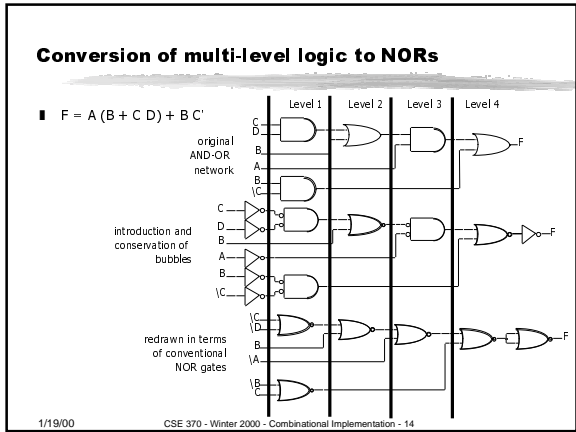 Conversion of multi-level logic to NORs
F = A (B + C D) + B C'
Level 1 Level 2 Level 3 Level 4
original
AND-OR
network
C
D
B
A
B
\C
F
introduction and
conservation of
bubbles
C
D
B
A
B
\C
F
redrawn in terms
of conventional
NOR gates
\C
\D
B
\A
\B
C
F
1/19/00 CSE 370 - Winter 2000 - Combinational Implementation - 14